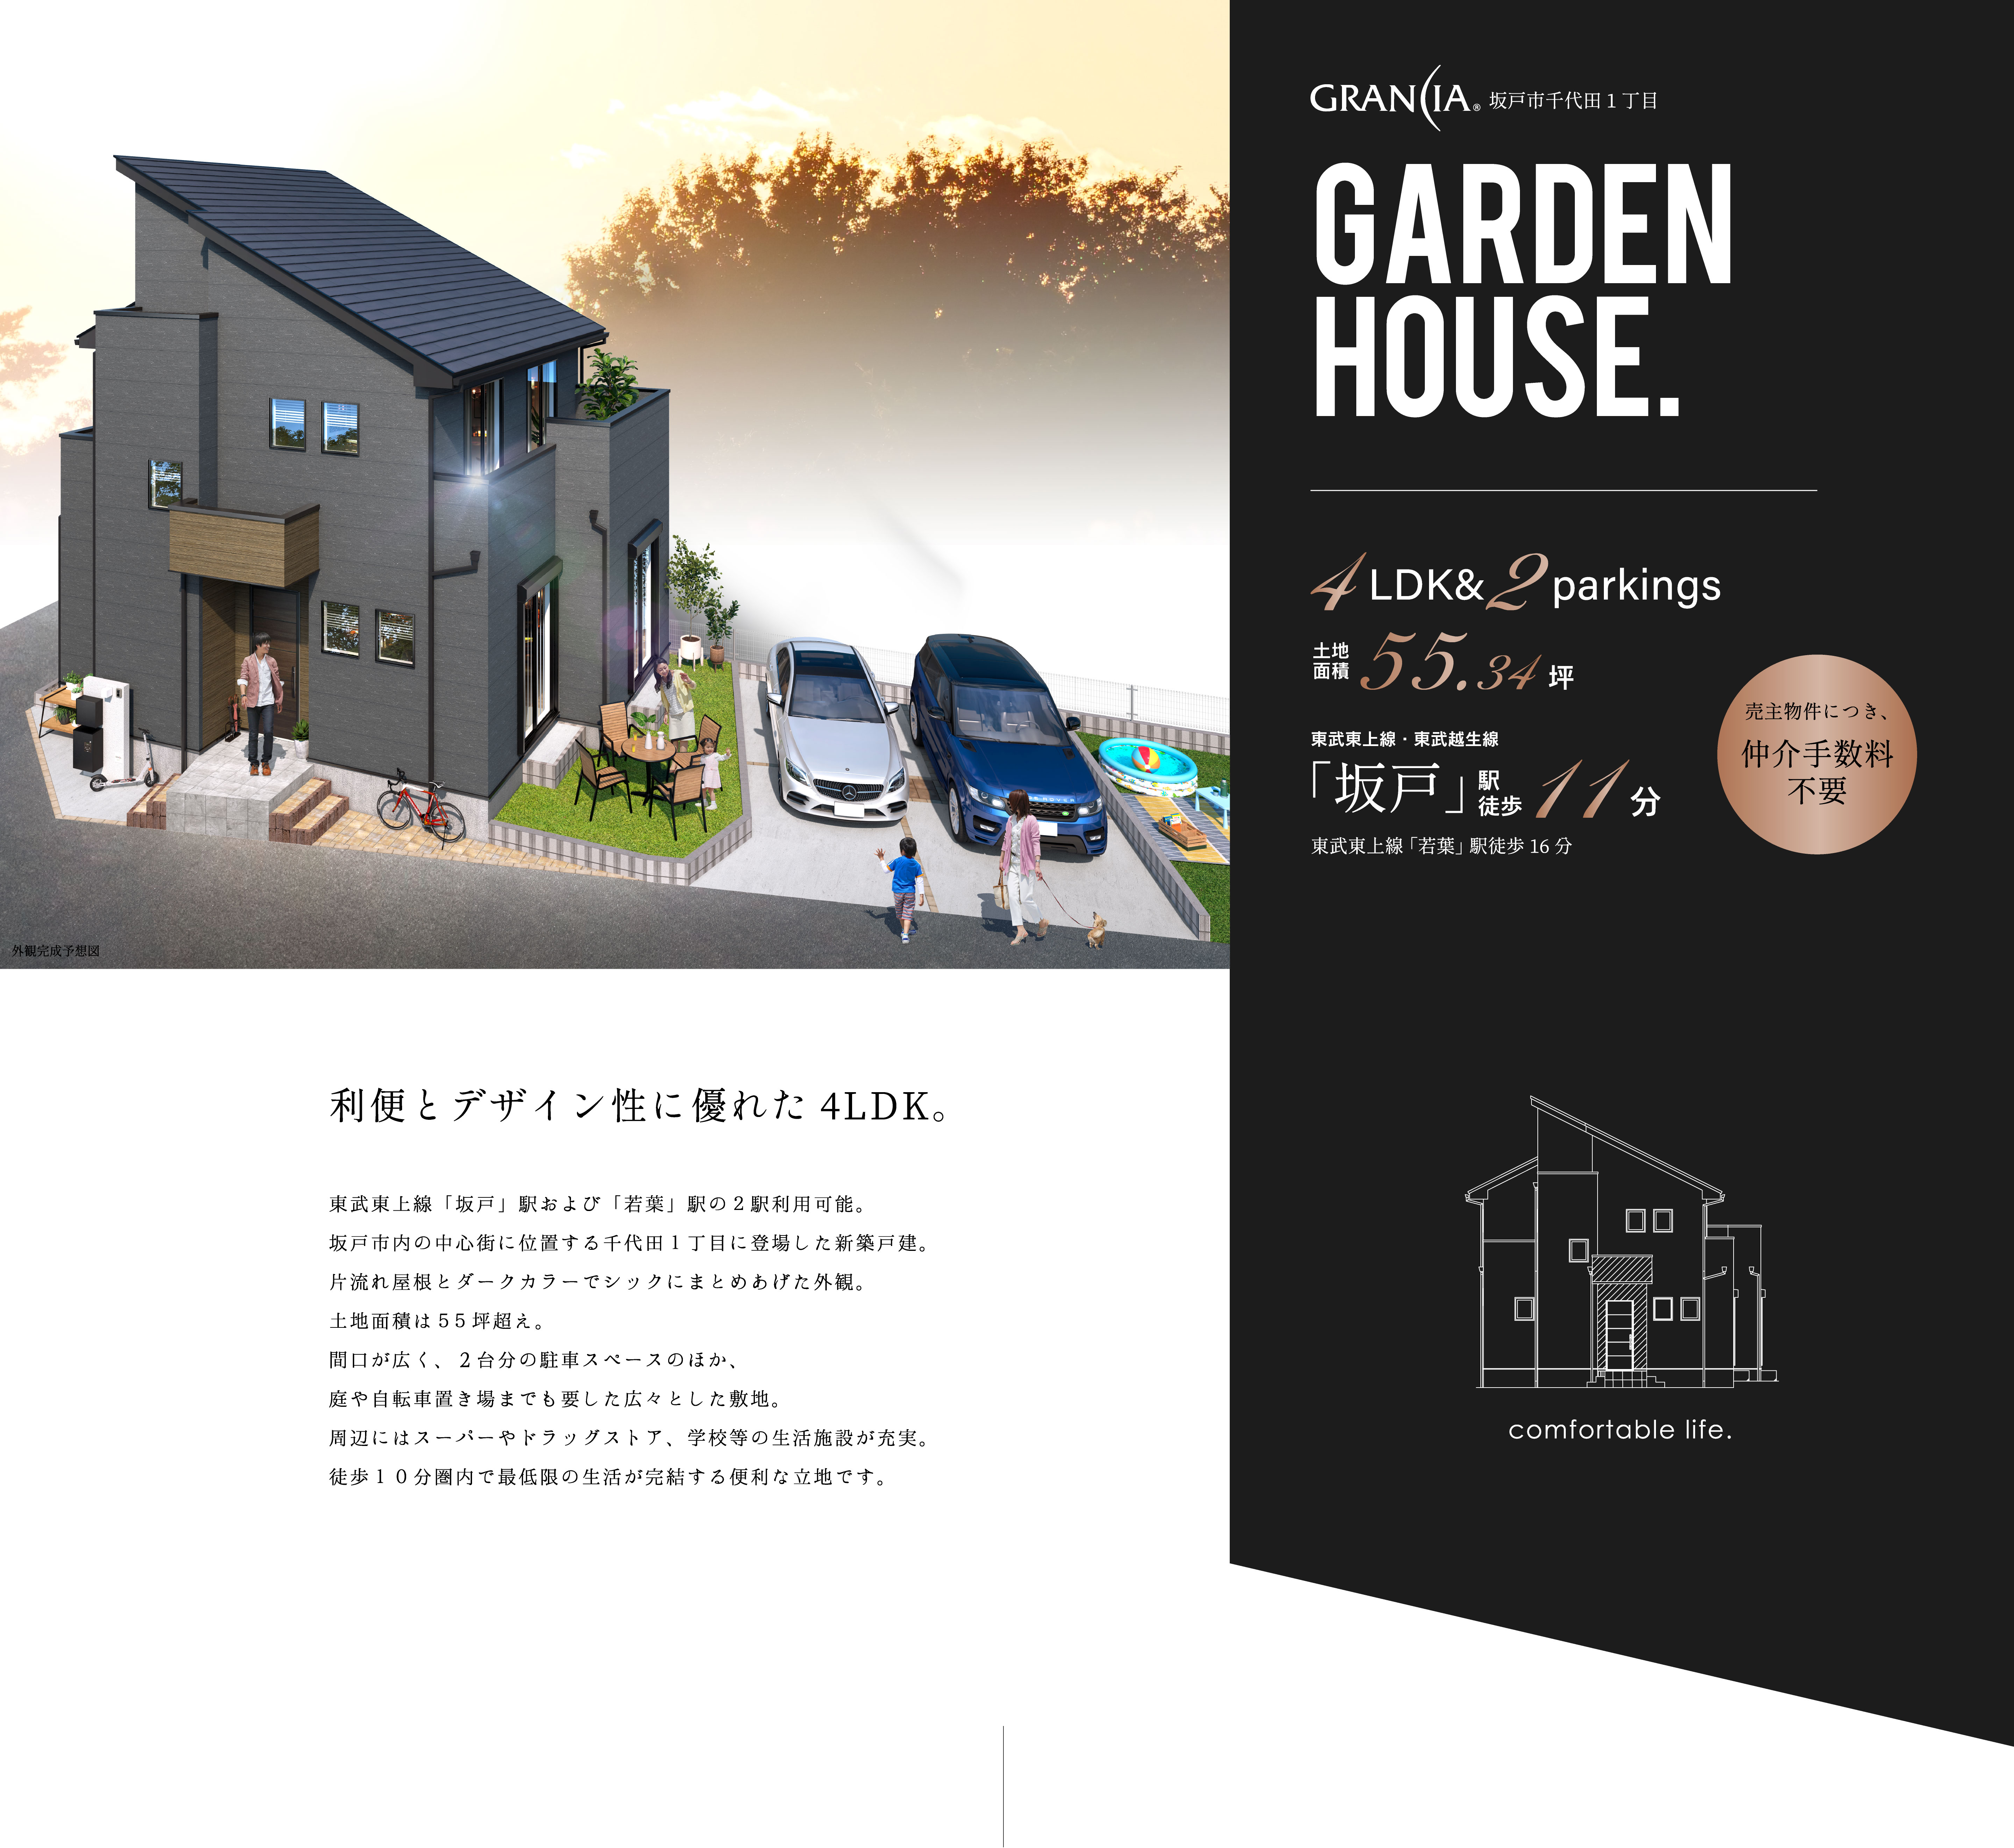 GRANCIA® 坂戸市千代田1丁目
GARDEN
HOUSE.
4 LDK& 2 parkings
土地面積 55.34 坪
東武東上線・東武越生線
「坂戸」駅徒歩 11 分
東武東上線「若葉」駅徒歩 16 分
売主物件につき、
仲介手数料
不要
外観完成予想図
利便とデザイン性に優れた 4LDK。
東武東上線「坂戸」駅および「若葉」駅の２駅利用可能。
坂戸市内の中心街に位置する千代田１丁目に登場した新築戸建。
片流れ屋根とダークカラーでシックにまとめあげた外観。
土地面積は５５坪超え。
間口が広く、２台分の駐車スペースのほか、
庭や自転車置き場までも要した広々とした敷地。
周辺にはスーパーやドラッグストア、学校等の生活施設が充実。
徒歩１０分圏内で最低限の生活が完結する便利な立地です。
comfortable life.